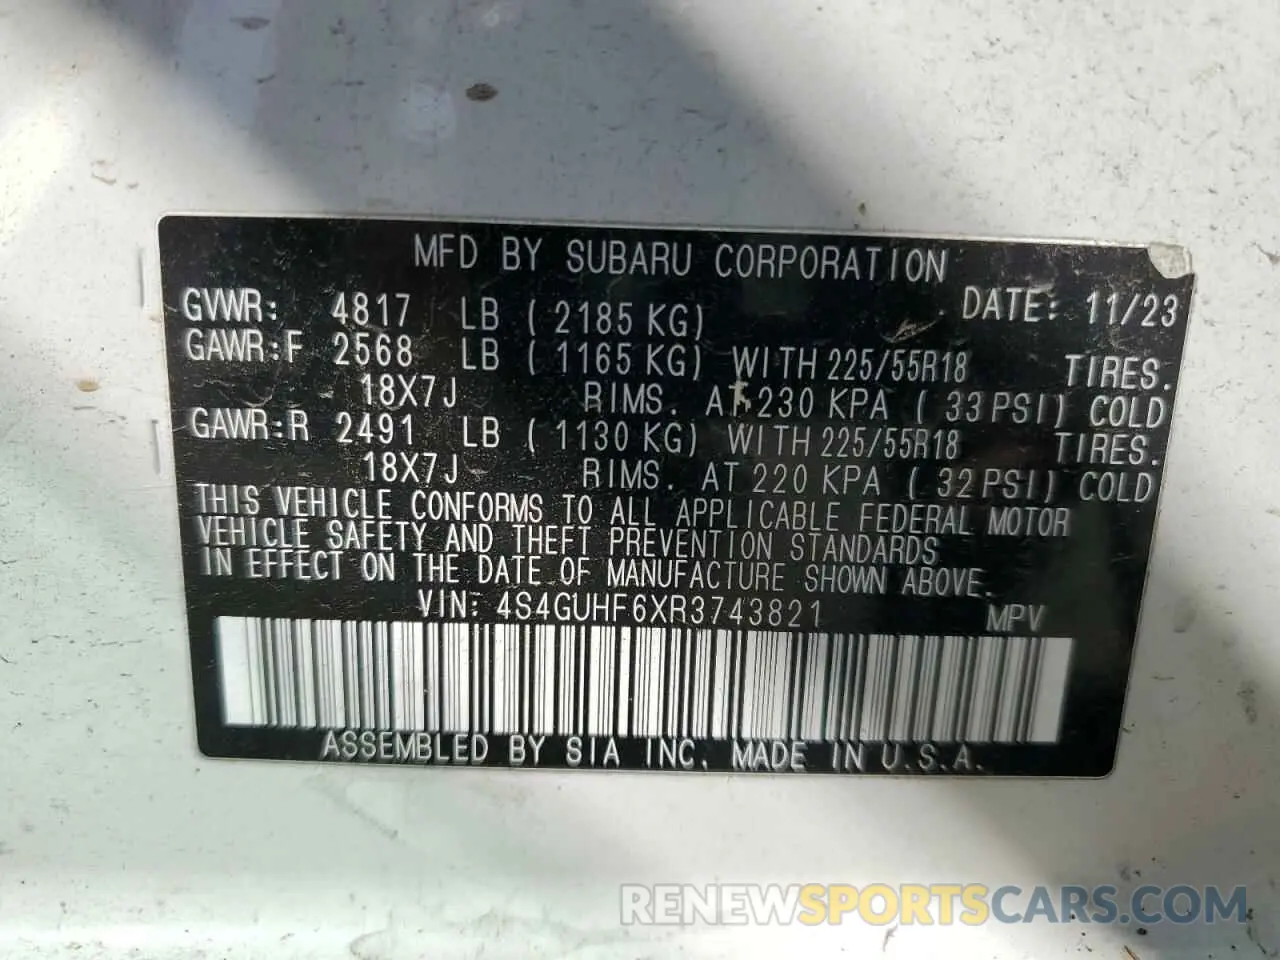 MFD BY SUBARU CORPORATION
GVWR: 4817 LB (2185 KG) DATE: 11/23
GAWR:F 2568 LB (1165 KG) WITH 225/55R18 TIRES.
18X7J RIMS. AT 230 KPA (33PSI) COLD
GAWR:R 2491 LB (1130 KG) WITH 225/55R18 TIRES.
18X7J RIMS. AT 220 KPA (32PSI) COLD
THIS VEHICLE CONFORMS TO ALL APPLICABLE FEDERAL MOTOR
VEHICLE SAFETY AND THEFT PREVENTION STANDARDS
IN EFFECT ON THE DATE OF MANUFACTURE SHOWN ABOVE.
VIN: 4S4GUHF6XR3743821 MPV
ASSEMBLED BY SIA INC. MADE IN U.S.A.
RENEWSPORTSCARS.COM